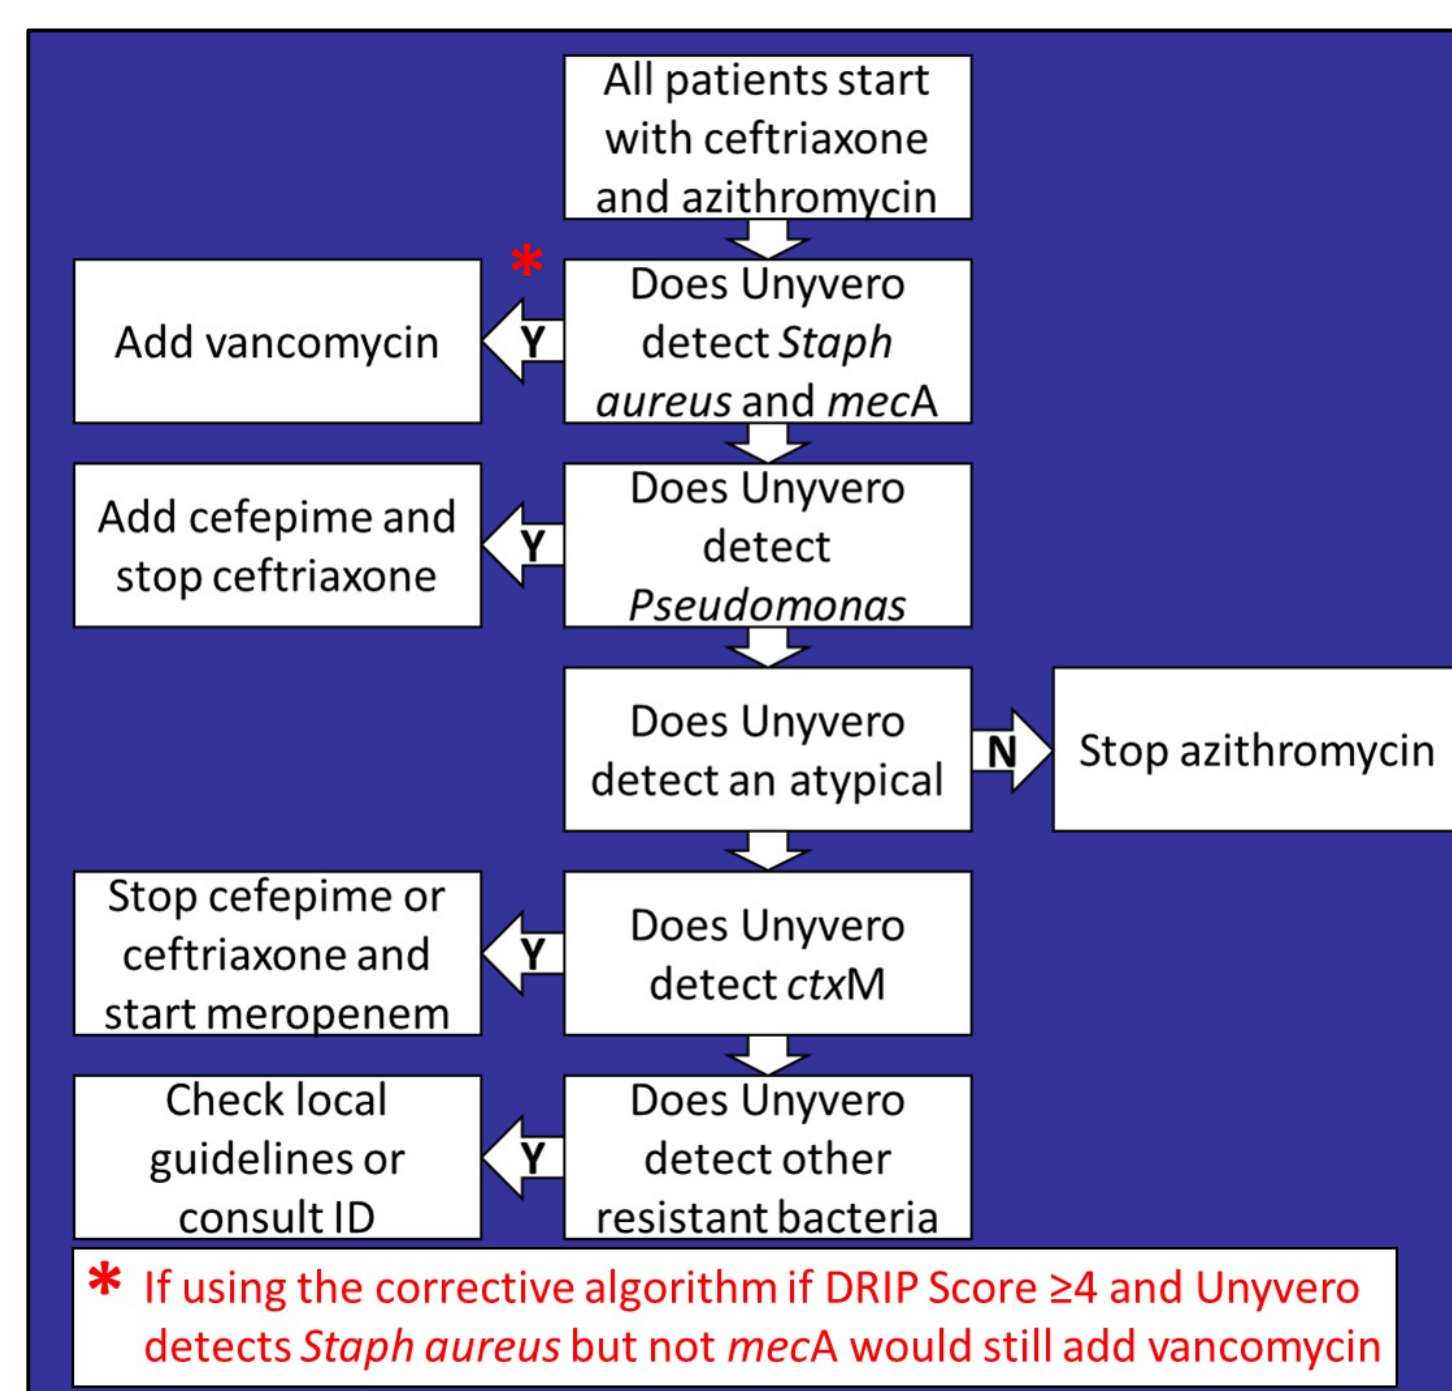 All patients start
with ceftriaxone
and azithromycin
*
Add vancomycin
Y
Does Unyvero
detect Staph
aureus and mecA
Add cefepime and
stop ceftriaxone
Y
Does Unyvero
detect
Pseudomonas
Does Unyvero
detect an atypical
N
Stop azithromycin
Stop cefepime or
ceftriaxone and
start meropenem
Y
Does Unyvero
detect ctxM
Check local
guidelines or
consult ID
Y
Does Unyvero
detect other
resistant bacteria
* If using the corrective algorithm if DRIP Score ≥4 and Unyvero
detects Staph aureus but not mecA would still add vancomycin